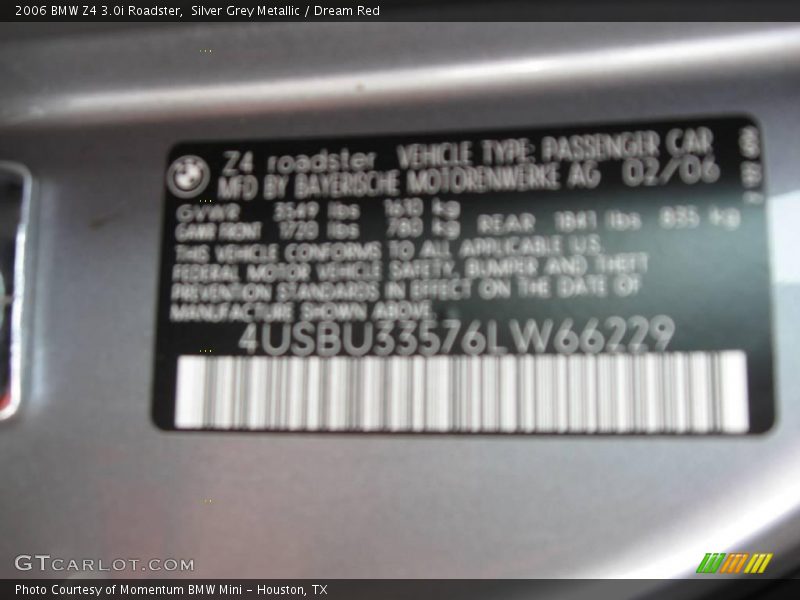 2006 BMW Z4 3.0i Roadster,  Silver Grey Metallic / Dream Red
Z4 roadster VEHICLE TYPE: PASSENGER CAR
MFD BY BAYERISCHE MOTORENWERKE AG 02/06
GVWR 3549 lbs 1610 kg
GAWR FRONT 1720 lbs 780 kg REAR 1841 lbs 835 kg
THIS VEHICLE CONFORMS TO ALL APPLICABLE U.S.
FEDERAL MOTOR VEHICLE SAFETY, BUMPER AND THEFT
PREVENTION STANDARDS IN EFFECT ON THE DATE OF
MANUFACTURE SHOWN ABOVE.
4USBU33576LW66229
GTCARLOT.COM
Photo Courtesy of Momentum BMW Mini - Houston, TX